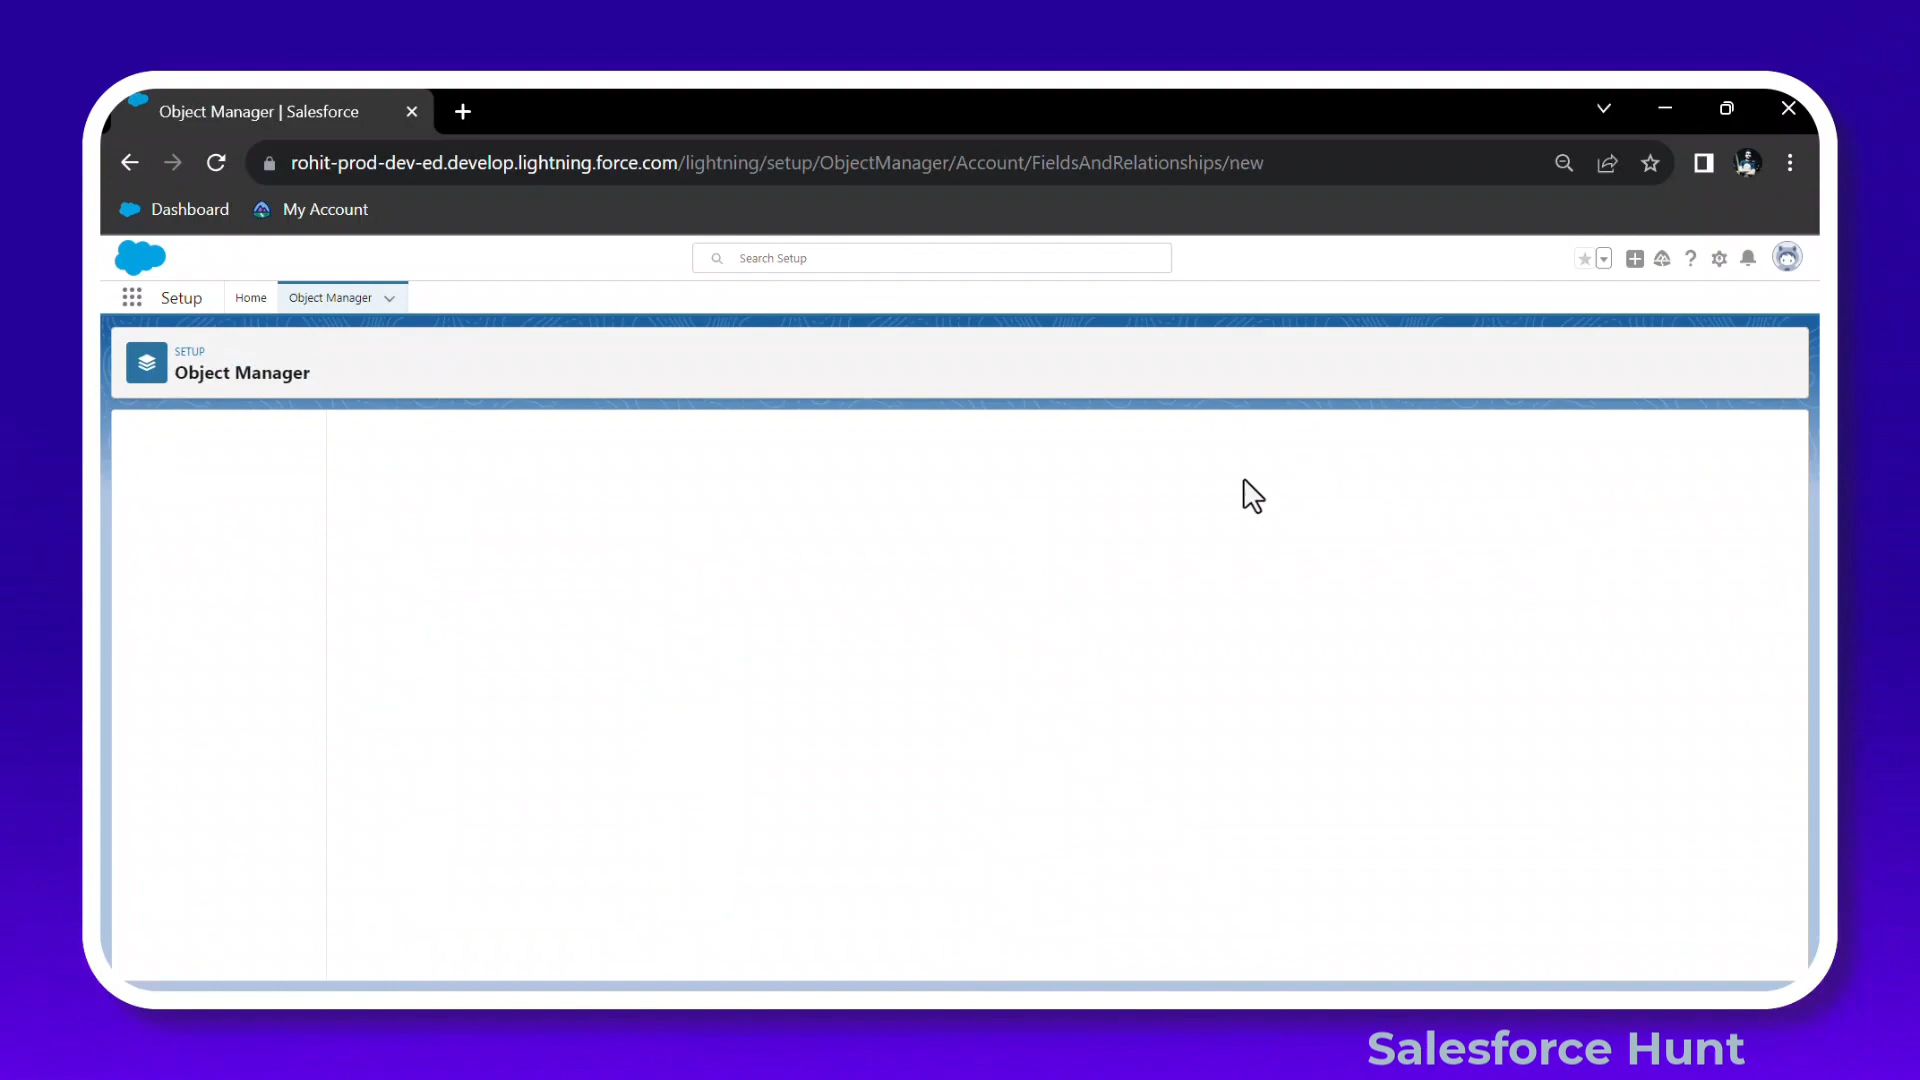 Object Manager | Salesforce
rohit-prod-dev-ed.develop.lightning.force.com/lightning/setup/ObjectManager/Account/FieldsAndRelationships/new
Dashboard My Account
Search Setup
Setup Home Object Manager
SETUP
Object Manager
Salesforce Hunt